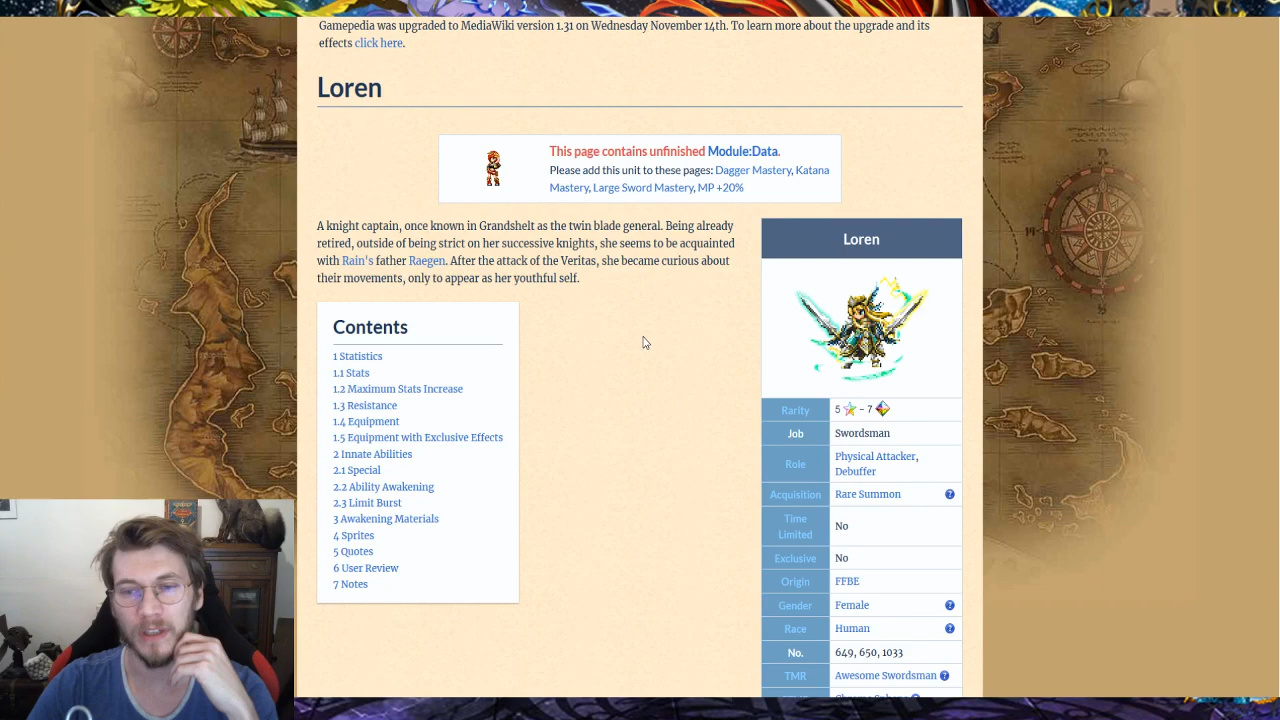 Gamepedia was upgraded to MediaWiki version 1.31 on Wednesday November 14th. To learn more about the upgrade and its
effects click here.
Loren
This page contains unfinished Module:Data.
Please add this unit to these pages: Dagger Mastery, Katana
Mastery, Large Sword Mastery, MP +20%
A knight captain, once known in Grandshelt as the twin blade general. Being already
retired, outside of being strict on her successive knights, she seems to be acquainted
with Rain's father Raegen. After the attack of the Veritas, she became curious about
their movements, only to appear as her youthful self.
Contents
1 Statistics
1.1 Stats
1.2 Maximum Stats Increase
1.3 Resistance
1.4 Equipment
1.5 Equipment with Exclusive Effects
2 Innate Abilities
2.1 Special
2.2 Ability Awakening
2.3 Limit Burst
3 Awakening Materials
4 Sprites
5 Quotes
6 User Review
7 Notes
Loren
Rarity 5 - 7
Job Swordsman
Role Physical Attacker,
Debuffer
Acquisition Rare Summon ?
Time
Limited No
Exclusive No
Origin FFBE
Gender Female ?
Race Human ?
No. 649, 650, 1033
TMR Awesome Swordsman ?